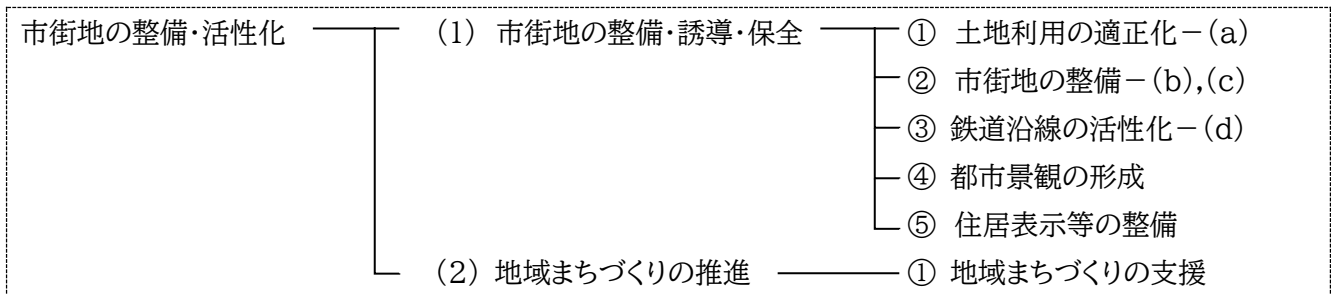 市街地の整備・活性化 (1) 市街地の整備・誘導・保全 ① 土地利用の適正化－(a)
② 市街地の整備－(b),(c)
③ 鉄道沿線の活性化－(d)
④ 都市景観の形成
⑤ 住居表示等の整備
(2) 地域まちづくりの推進 ① 地域まちづくりの支援